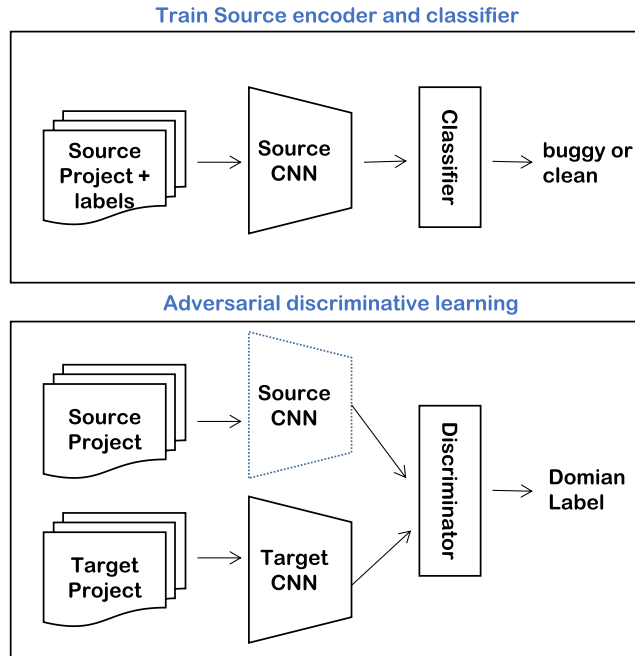 Train Source encoder and classifier
Source
Project +
labels
Source
CNN
Classifier
buggy or
clean
Adversarial discriminative learning
Source
Project
Source
CNN
Target
Project
Target
CNN
Discriminator
Domian
Label